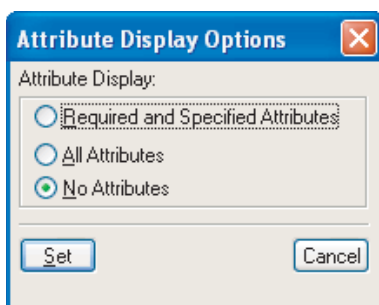 Attribute Display Options
Attribute Display:
Required and Specified Attributes
All Attributes
No Attributes
Set
Cancel